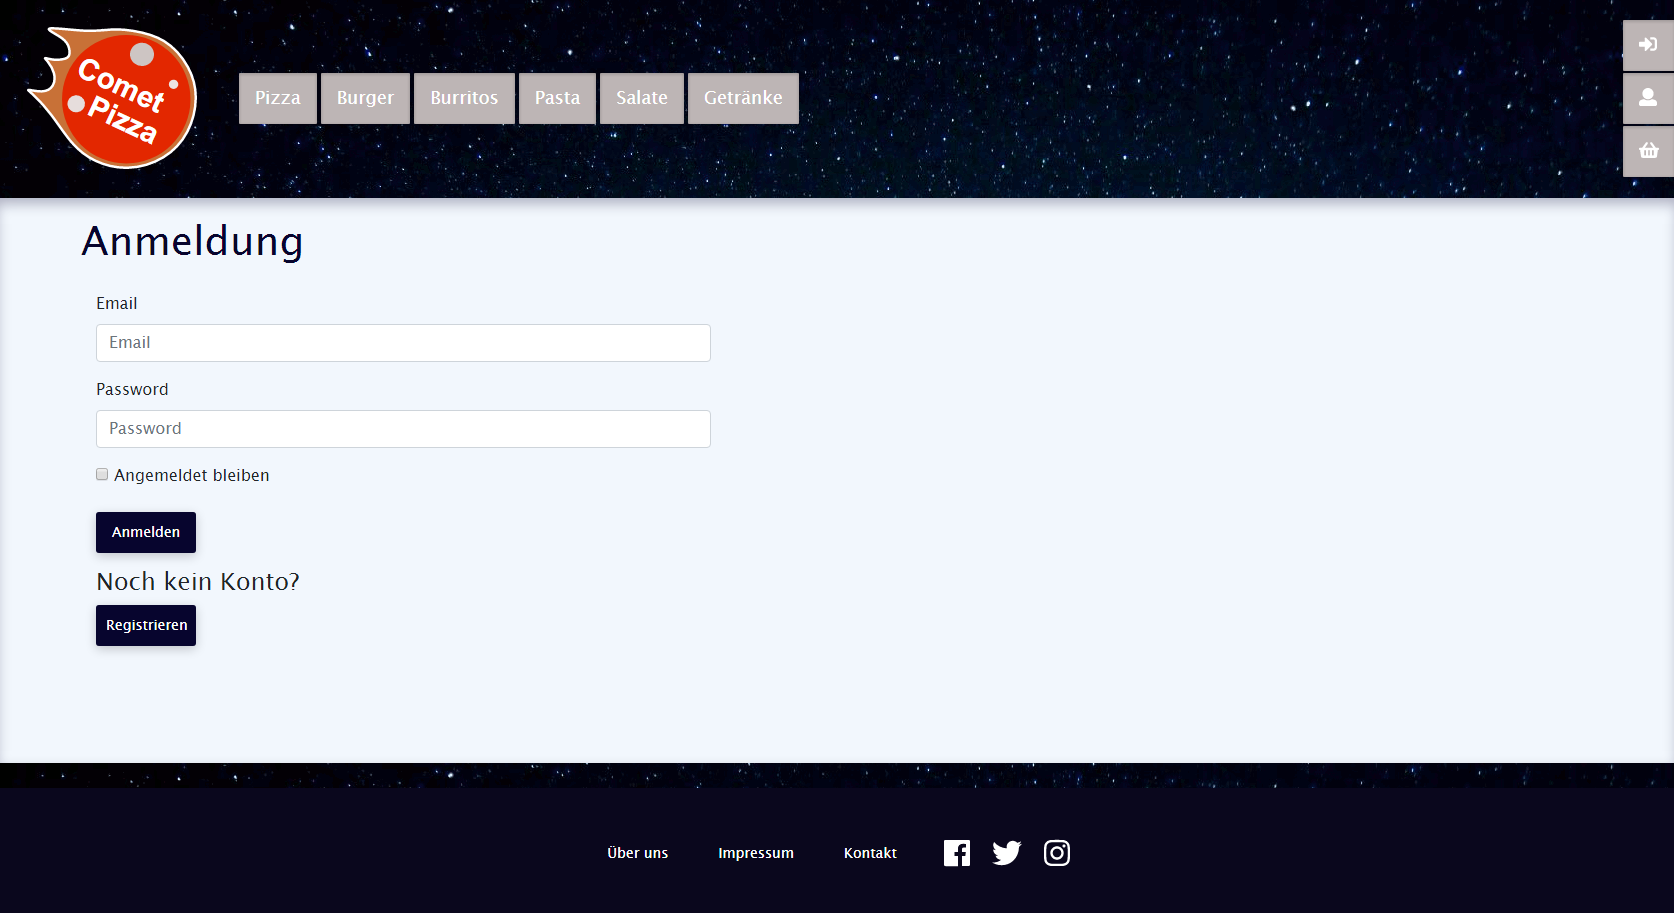 Comet
Pizza
Pizza
Burger
Burritos
Pasta
Salate
Getränke
Anmeldung
Email
Email
Password
Password
Angemeldet bleiben
Anmelden
Noch kein Konto?
Registrieren
Über uns
Impressum
Kontakt